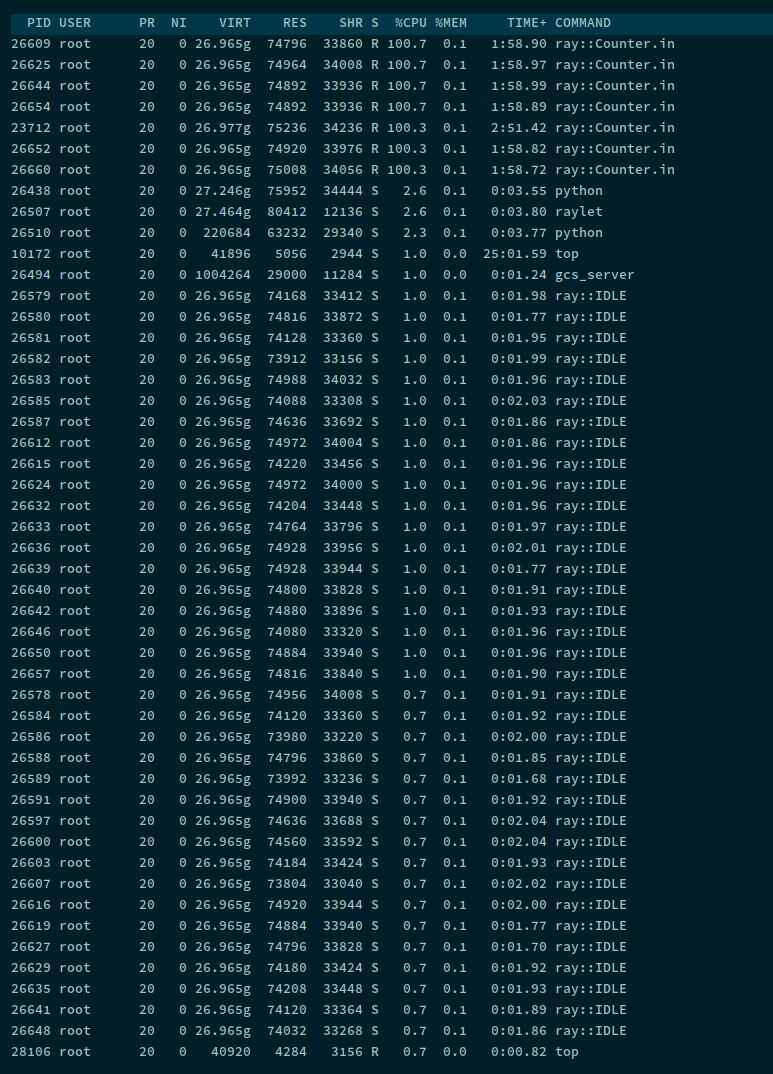 PID USER PR NI VIRT RES SHR S %CPU %MEM TIME+ COMMAND
26609 root 20 0 26.965g 74796 33860 R 100.7 0.1 1:58.90 ray::Counter.in
26625 root 20 0 26.965g 74964 34008 R 100.7 0.1 1:58.97 ray::Counter.in
26644 root 20 0 26.965g 74892 33936 R 100.7 0.1 1:58.99 ray::Counter.in
26654 root 20 0 26.965g 74892 33936 R 100.7 0.1 1:58.89 ray::Counter.in
23712 root 20 0 26.977g 75236 34236 R 100.3 0.1 2:51.42 ray::Counter.in
26652 root 20 0 26.965g 74920 33976 R 100.3 0.1 1:58.82 ray::Counter.in
26660 root 20 0 26.965g 75008 34056 R 100.3 0.1 1:58.72 ray::Counter.in
26438 root 20 0 27.246g 75952 34444 S 2.6 0.1 0:03.55 python
26507 root 20 0 27.464g 80412 12136 S 2.6 0.1 0:03.80 raylet
26510 root 20 0 220684 63232 29340 S 2.3 0.1 0:03.77 python
10172 root 20 0 41896 5056 2944 S 1.0 0.0 25:01.59 top
26494 root 20 0 1004264 29000 11284 S 1.0 0.0 0:01.24 gcs_server
26579 root 20 0 26.965g 74168 33412 S 1.0 0.1 0:01.98 ray::IDLE
26580 root 20 0 26.965g 74816 33872 S 1.0 0.1 0:01.77 ray::IDLE
26581 root 20 0 26.965g 74128 33360 S 1.0 0.1 0:01.95 ray::IDLE
26582 root 20 0 26.965g 73912 33156 S 1.0 0.1 0:01.99 ray::IDLE
26583 root 20 0 26.965g 74988 34032 S 1.0 0.1 0:01.96 ray::IDLE
26585 root 20 0 26.965g 74088 33308 S 1.0 0.1 0:02.03 ray::IDLE
26587 root 20 0 26.965g 74636 33692 S 1.0 0.1 0:01.86 ray::IDLE
26612 root 20 0 26.965g 74972 34004 S 1.0 0.1 0:01.86 ray::IDLE
26615 root 20 0 26.965g 74220 33456 S 1.0 0.1 0:01.96 ray::IDLE
26624 root 20 0 26.965g 74972 34000 S 1.0 0.1 0:01.96 ray::IDLE
26632 root 20 0 26.965g 74204 33448 S 1.0 0.1 0:01.96 ray::IDLE
26633 root 20 0 26.965g 74764 33796 S 1.0 0.1 0:01.97 ray::IDLE
26636 root 20 0 26.965g 74928 33956 S 1.0 0.1 0:02.01 ray::IDLE
26639 root 20 0 26.965g 74928 33944 S 1.0 0.1 0:01.77 ray::IDLE
26640 root 20 0 26.965g 74800 33828 S 1.0 0.1 0:01.91 ray::IDLE
26642 root 20 0 26.965g 74880 33896 S 1.0 0.1 0:01.93 ray::IDLE
26646 root 20 0 26.965g 74080 33320 S 1.0 0.1 0:01.96 ray::IDLE
26650 root 20 0 26.965g 74884 33940 S 1.0 0.1 0:01.96 ray::IDLE
26657 root 20 0 26.965g 74816 33840 S 1.0 0.1 0:01.90 ray::IDLE
26578 root 20 0 26.965g 74956 34008 S 0.7 0.1 0:01.91 ray::IDLE
26584 root 20 0 26.965g 74120 33360 S 0.7 0.1 0:01.92 ray::IDLE
26586 root 20 0 26.965g 73980 33220 S 0.7 0.1 0:02.00 ray::IDLE
26588 root 20 0 26.965g 74796 33860 S 0.7 0.1 0:01.85 ray::IDLE
26589 root 20 0 26.965g 73992 33236 S 0.7 0.1 0:01.68 ray::IDLE
26591 root 20 0 26.965g 74900 33940 S 0.7 0.1 0:01.92 ray::IDLE
26597 root 20 0 26.965g 74636 33688 S 0.7 0.1 0:02.04 ray::IDLE
26600 root 20 0 26.965g 74560 33592 S 0.7 0.1 0:02.04 ray::IDLE
26603 root 20 0 26.965g 74184 33424 S 0.7 0.1 0:01.93 ray::IDLE
26607 root 20 0 26.965g 73804 33040 S 0.7 0.1 0:02.02 ray::IDLE
26616 root 20 0 26.965g 74920 33944 S 0.7 0.1 0:02.00 ray::IDLE
26619 root 20 0 26.965g 74884 33940 S 0.7 0.1 0:01.77 ray::IDLE
26627 root 20 0 26.965g 74796 33828 S 0.7 0.1 0:01.70 ray::IDLE
26629 root 20 0 26.965g 74180 33424 S 0.7 0.1 0:01.92 ray::IDLE
26635 root 20 0 26.965g 74208 33448 S 0.7 0.1 0:01.93 ray::IDLE
26641 root 20 0 26.965g 74120 33364 S 0.7 0.1 0:01.89 ray::IDLE
26648 root 20 0 26.965g 74032 33268 S 0.7 0.1 0:01.86 ray::IDLE
28106 root 20 0 40920 4284 3156 R 0.7 0.0 0:00.82 top